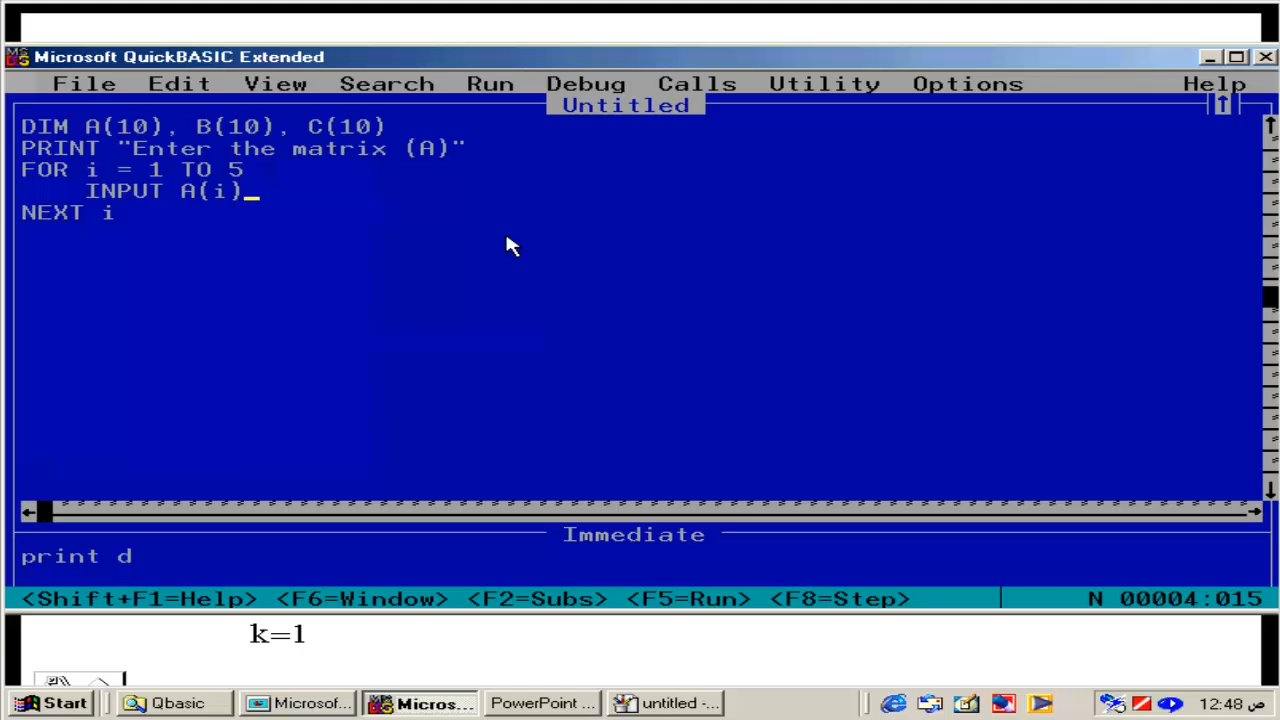 Microsoft QuickBASIC Extended
File Edit View Search Run Debug Calls Utility Options Help
Untitled
DIM A(10), B(10), C(10)
PRINT "Enter the matrix (A)"
FOR i = 1 TO 5
INPUT A(i)
NEXT i
Immediate
print d
<Shift+F1=Help> <F6=Window> <F2=Subs> <F5=Run> <F8=Step> N 00004:015
k=1
Start Qbasic Microsof... Micros... PowerPoint ... untitled -... 12:48 ص